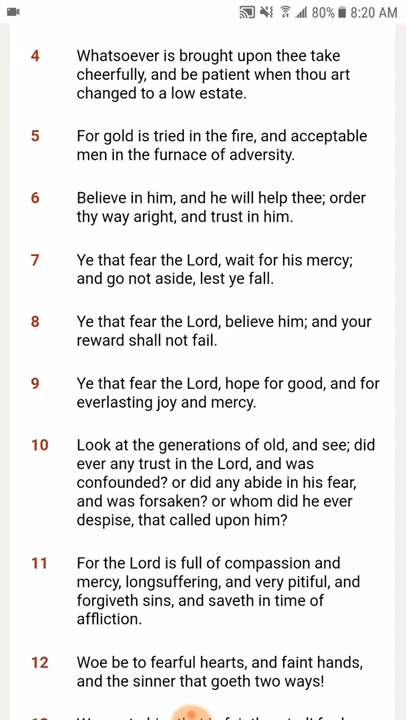 80% 8:20 AM
4 Whatsoever is brought upon thee take
cheerfully, and be patient when thou art
changed to a low estate.
5 For gold is tried in the fire, and acceptable
men in the furnace of adversity.
6 Believe in him, and he will help thee; order
thy way aright, and trust in him.
7 Ye that fear the Lord, wait for his mercy;
and go not aside, lest ye fall.
8 Ye that fear the Lord, believe him; and your
reward shall not fail.
9 Ye that fear the Lord, hope for good, and for
everlasting joy and mercy.
10 Look at the generations of old, and see; did
ever any trust in the Lord, and was
confounded? or did any abide in his fear,
and was forsaken? or whom did he ever
despise, that called upon him?
11 For the Lord is full of compassion and
mercy, longsuffering, and very pitiful, and
forgiveth sins, and saveth in time of
affliction.
12 Woe be to fearful hearts, and faint hands,
and the sinner that goeth two ways!